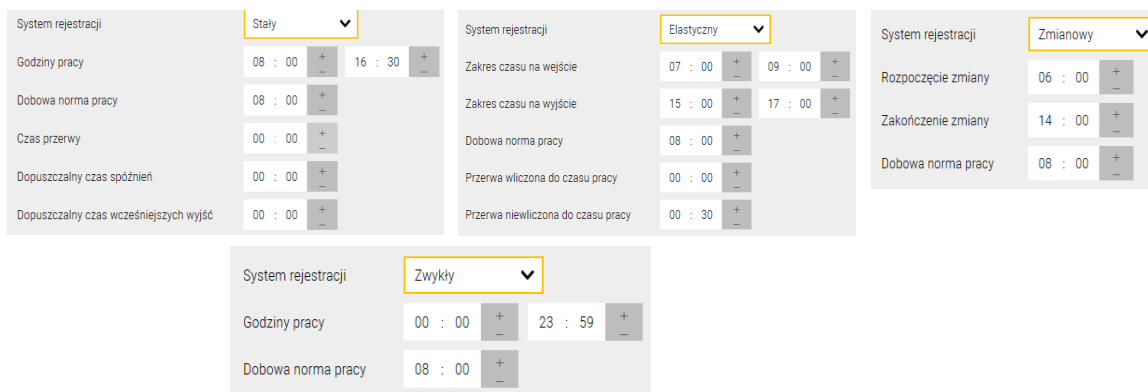 System rejestracji Stały
Godziny pracy 08 : 00 + − 16 : 30 + −
Dobowa norma pracy 08 : 00 + −
Czas przerwy 00 : 00 + −
Dopuszczalny czas spóźnień 00 : 00 + −
Dopuszczalny czas wcześniejszych wyjść 00 : 00 + −
System rejestracji Elastyczny
Zakres czasu na wejście 07 : 00 + − 09 : 00 + −
Zakres czasu na wyjście 15 : 00 + − 17 : 00 + −
Dobowa norma pracy 08 : 00 + −
Przerwa wliczona do czasu pracy 00 : 00 + −
Przerwa niewliczona do czasu pracy 00 : 30 + −
System rejestracji Zmianowy
Rozpoczęcie zmiany 06 : 00 + −
Zakończenie zmiany 14 : 00 + −
Dobowa norma pracy 08 : 00 + −
System rejestracji Zwykły
Godziny pracy 00 : 00 + − 23 : 59 + −
Dobowa norma pracy 08 : 00 + −